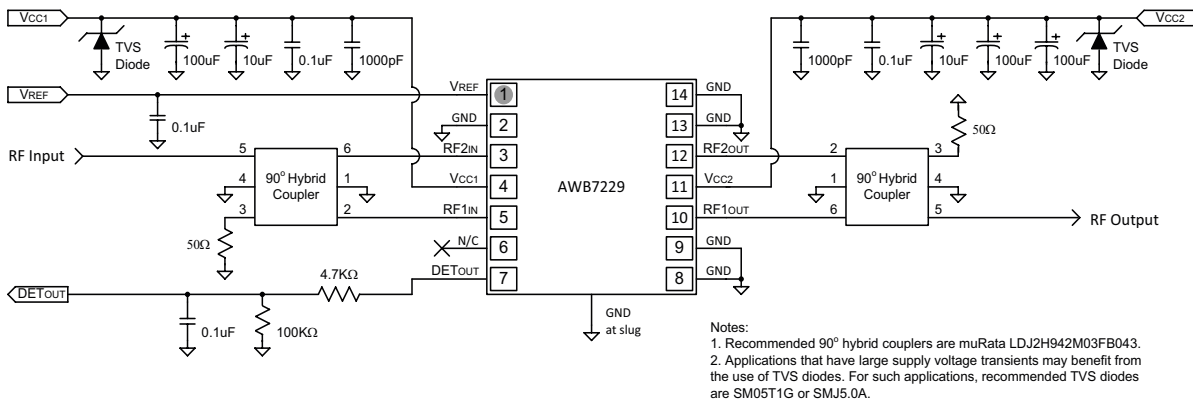 VCC1
TVS
Diode
+
100uF
+
10uF
0.1uF
1000pF
VCC2
1000pF
0.1uF
+
10uF
+
100uF
+
100uF
TVS
Diode
VREF
0.1uF
VREF
1
GND
2
RF2IN
3
VCC1
4
RF1IN
5
N/C
6
DETOUT
7
AWB7229
14
GND
13
GND
12
RF2OUT
11
VCC2
10
RF1OUT
9
GND
8
GND
GND
at slug
RF Input
5
6
4
90° Hybrid
Coupler
1
3
2
50Ω
2
3
50Ω
1
90° Hybrid
Coupler
4
6
5
RF Output
DETOUT
0.1uF
100KΩ
4.7KΩ
Notes:
1. Recommended 90° hybrid couplers are muRata LDJ2H942M03FB043.
2. Applications that have large supply voltage transients may benefit from
the use of TVS diodes. For such applications, recommended TVS diodes
are SM05T1G or SMJ5.0A.